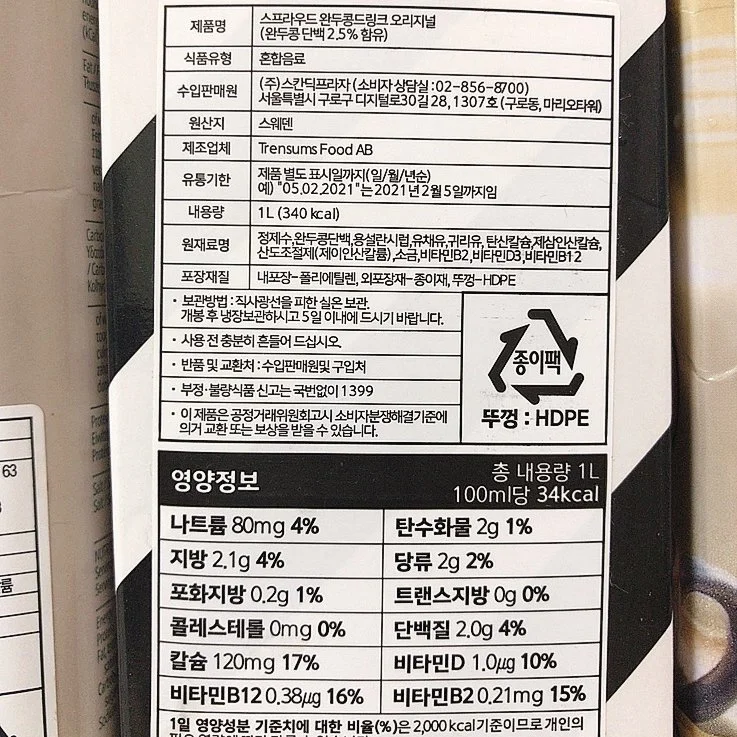 제품명 스프라우드 완두콩드링크 오리지널
(완두콩 단백 2.5% 함유)
식품유형 혼합음료
수입판매원 (주)스칸딕프라자 (소비자 상담실 : 02-856-8700)
서울특별시 구로구 디지털로30길 28, 1307호 (구로동, 마리오타워)
원산지 스웨덴
제조업체 Trensums Food AB
유통기한 제품 별도 표시일까지(일/월/년순)
예) "05.02.2021"는 2021년 2월 5일까지임
내용량 1L (340 kcal)
원재료명 정제수,완두콩단백,용설란시럽,유채유,귀리유, 탄산칼슘,제삼인산칼슘,
산도조절제(제이인산칼륨),소금,비타민B2,비타민D3,비타민B12
포장재질 내포장-폴리에틸렌, 외포장재-종이재, 뚜껑-HDPE
• 보관방법 : 직사광선을 피한 실온 보관.
개봉 후 냉장보관하시고 5일 이내에 드시기 바랍니다.
• 사용 전 충분히 흔들어 드십시오.
• 반품 및 교환처 : 수입판매원및 구입처
• 부정·불량식품 신고는 국번없이 1399
• 이 제품은 공정거래위원회고시 소비자분쟁해결기준에
의거 교환 또는 보상을 받을 수 있습니다.
종이팩
뚜껑 : HDPE
영양정보 총 내용량 1L
100ml당 34kcal
나트륨 80mg 4% 탄수화물 2g 1%
지방 2.1g 4% 당류 2g 2%
포화지방 0.2g 1% 트랜스지방 0g 0%
콜레스테롤 0mg 0% 단백질 2.0g 4%
칼슘 120mg 17% 비타민D 1.0μg 10%
비타민B12 0.38μg 16% 비타민B2 0.21mg 15%
1일 영양성분 기준치에 대한 비율(%)은 2,000kcal기준이므로 개인의
63
륨